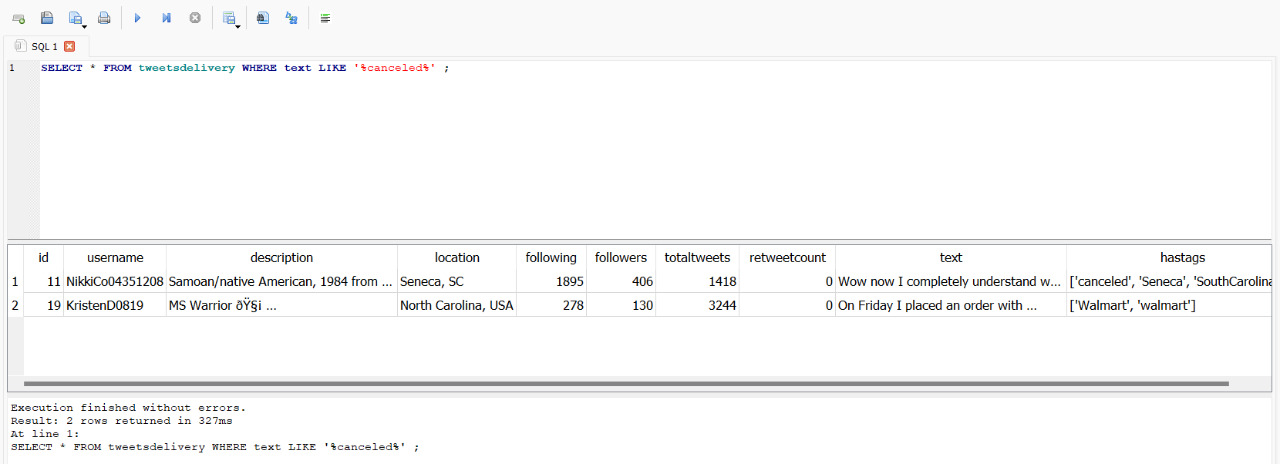 SQL 1
1 SELECT * FROM tweetsdelivery WHERE text LIKE '%canceled%' ;
id username description location following followers totaltweets retweetcount text hastags
1 11 NikkiCo04351208 Samoan/native American, 1984 from ... Seneca, SC 1895 406 1418 0 Wow now I completely understand w... ['canceled', 'Seneca', 'SouthCarolina
2 19 KristenD0819 MS Warrior ðŸ§¡ ... North Carolina, USA 278 130 3244 0 On Friday I placed an order with ... ['Walmart', 'walmart']
Execution finished without errors.
Result: 2 rows returned in 327ms
At line 1:
SELECT * FROM tweetsdelivery WHERE text LIKE '%canceled%' ;